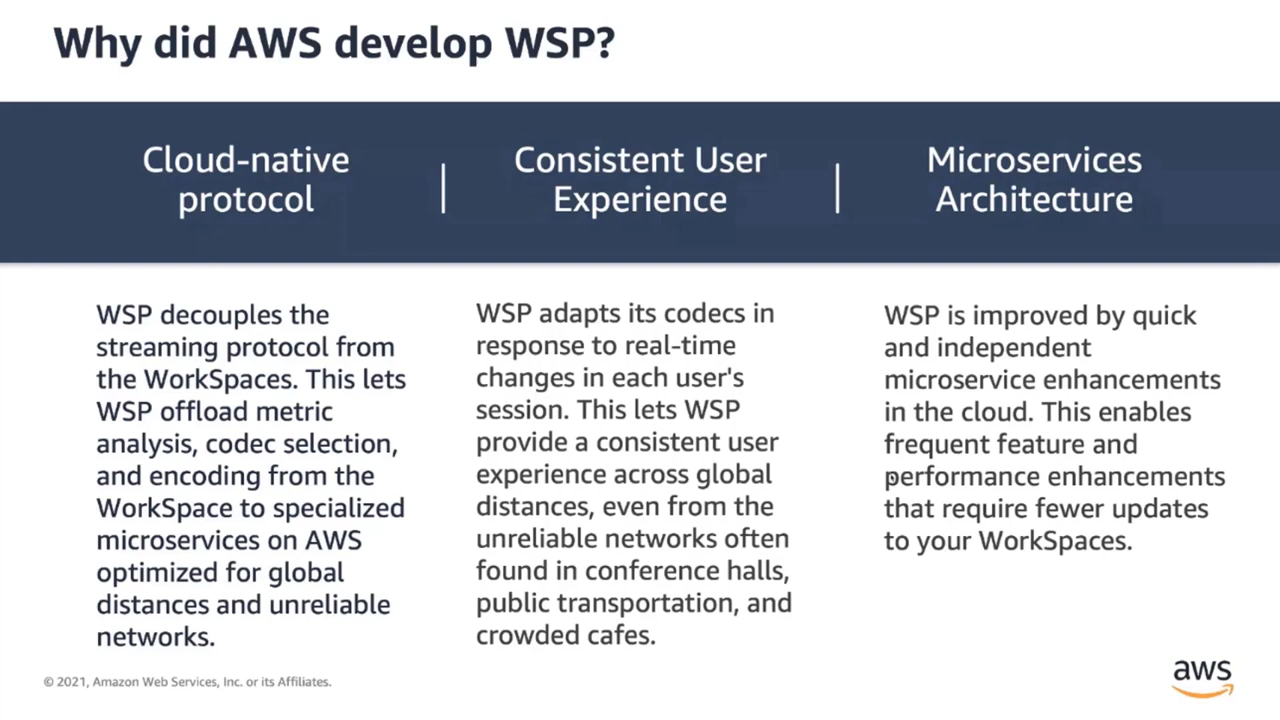 Why did AWS develop WSP?
Cloud-native
protocol
Consistent User
Experience
Microservices
Architecture
WSP decouples the
streaming protocol from
the WorkSpaces. This lets
WSP offload metric
analysis, codec selection,
and encoding from the
WorkSpace to specialized
microservices on AWS
optimized for global
distances and unreliable
networks.
WSP adapts its codecs in
response to real-time
changes in each user's
session. This lets WSP
provide a consistent user
experience across global
distances, even from the
unreliable networks often
found in conference halls,
public transportation, and
crowded cafes.
WSP is improved by quick
and independent
microservice enhancements
in the cloud. This enables
frequent feature and
performance enhancements
that require fewer updates
to your WorkSpaces.
© 2021, Amazon Web Services, Inc. or its Affiliates.
aws